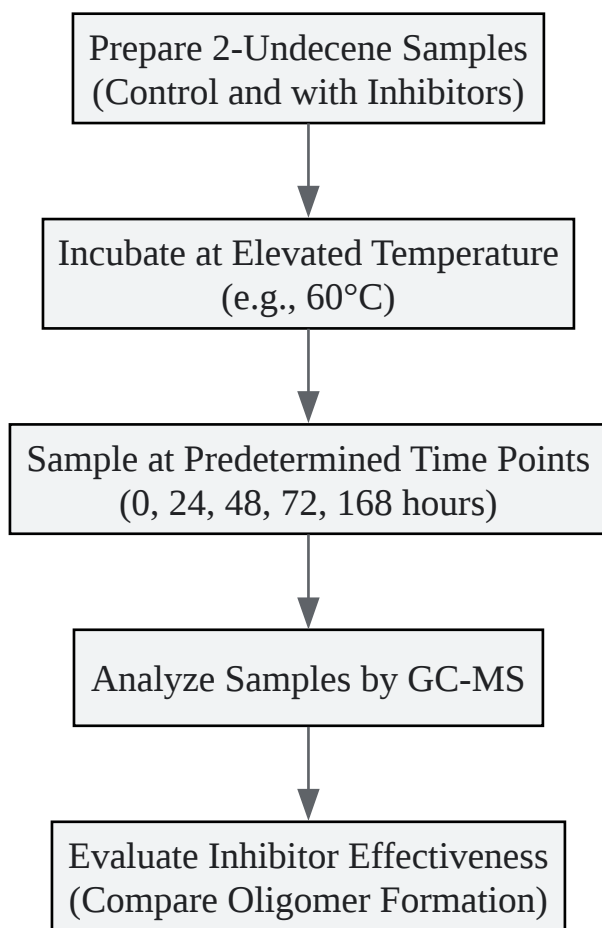 Prepare 2-Undecene Samples
(Control and with Inhibitors)
Incubate at Elevated Temperature
(e.g., 60°C)
Sample at Predetermined Time Points
(0, 24, 48, 72, 168 hours)
Analyze Samples by GC-MS
Evaluate Inhibitor Effectiveness
(Compare Oligomer Formation)